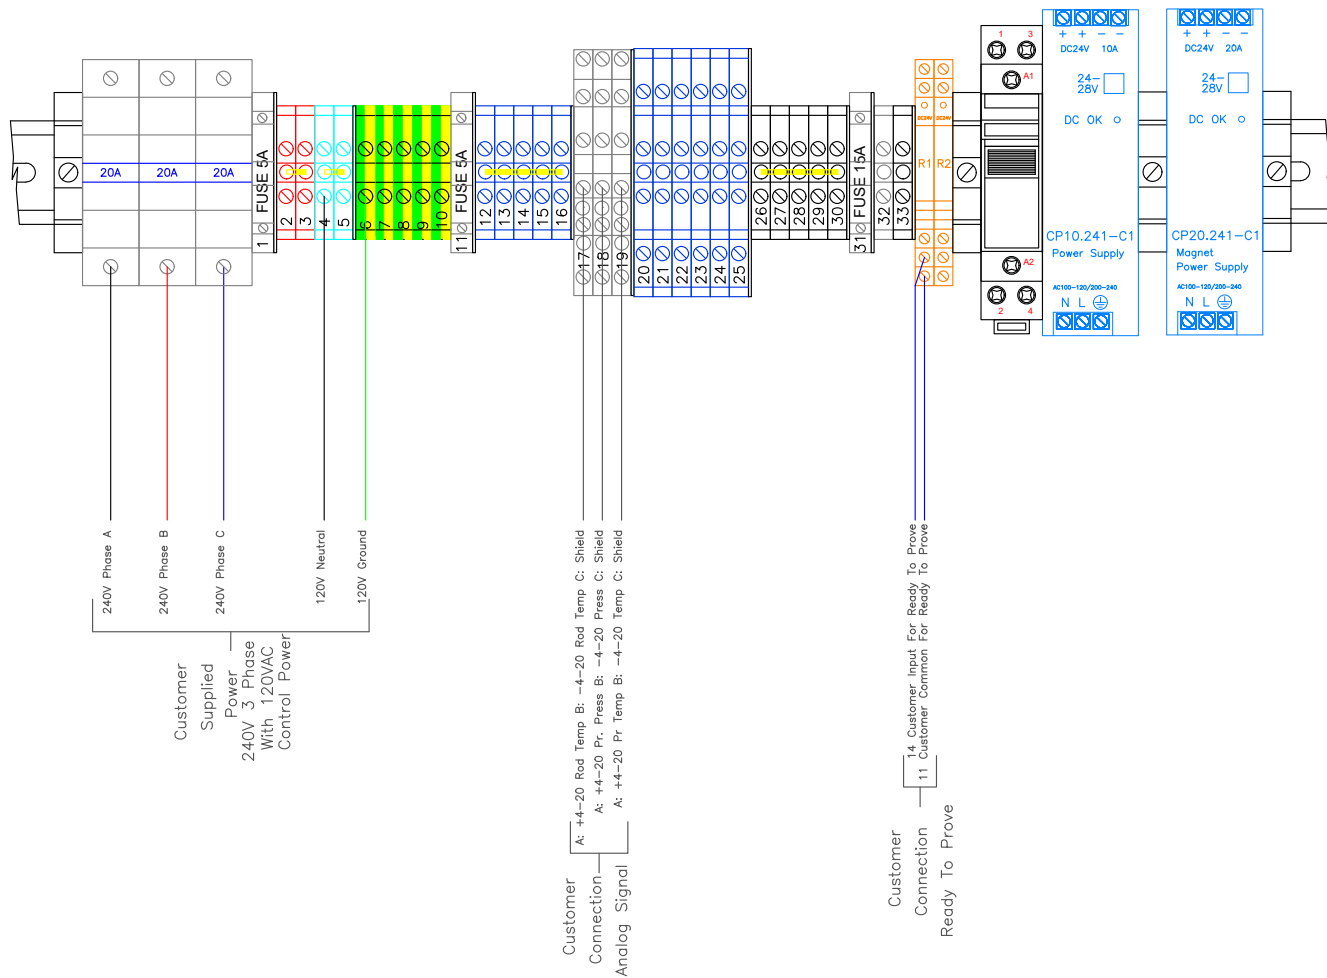 20A
20A
20A
1
FUSE 5A
2
3
4
5
6
7
8
9
10
11
FUSE 5A
12
13
14
15
16
17
18
19
20
21
22
23
24
25
26
27
28
29
30
31
FUSE 15A
32
33
DC24V
DC24V
R1
R2
1
3
A1
A2
2
4
+ + - -
DC24V 10A
24-
28V
DC OK
CP10.241-C1
Power Supply
AC100-120/200-240
N L
+ + - -
DC24V 20A
24-
28V
DC OK
CP20.241-C1
Magnet
Power Supply
AC100-120/200-240
N L
240V Phase A
240V Phase B
240V Phase C
120V Neutral
120V Ground
Customer
Supplied
Power
240V 3 Phase
With 120VAC
Control Power
A: +4-20 Rod Temp B: -4-20 Rod Temp C: Shield
A: +4-20 Pr. Press B: -4-20 Press C: Shield
A: +4-20 Pr Temp B: -4-20 Temp C: Shield
Customer
Connection
Analog Signal
14 Customer Input For Ready To Prove
11 Customer Common For Ready To Prove
Customer
Connection
Ready To Prove